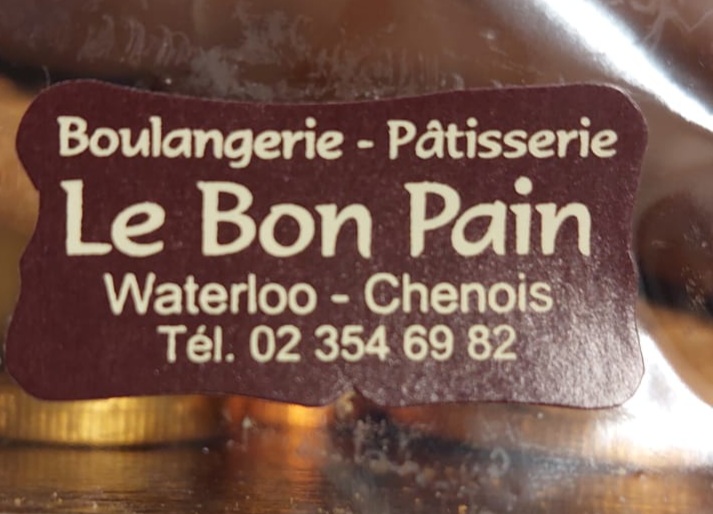 Boulangerie - Pâtisserie
Le Bon Pain
Waterloo - Chenois
Tél. 02 354 69 82